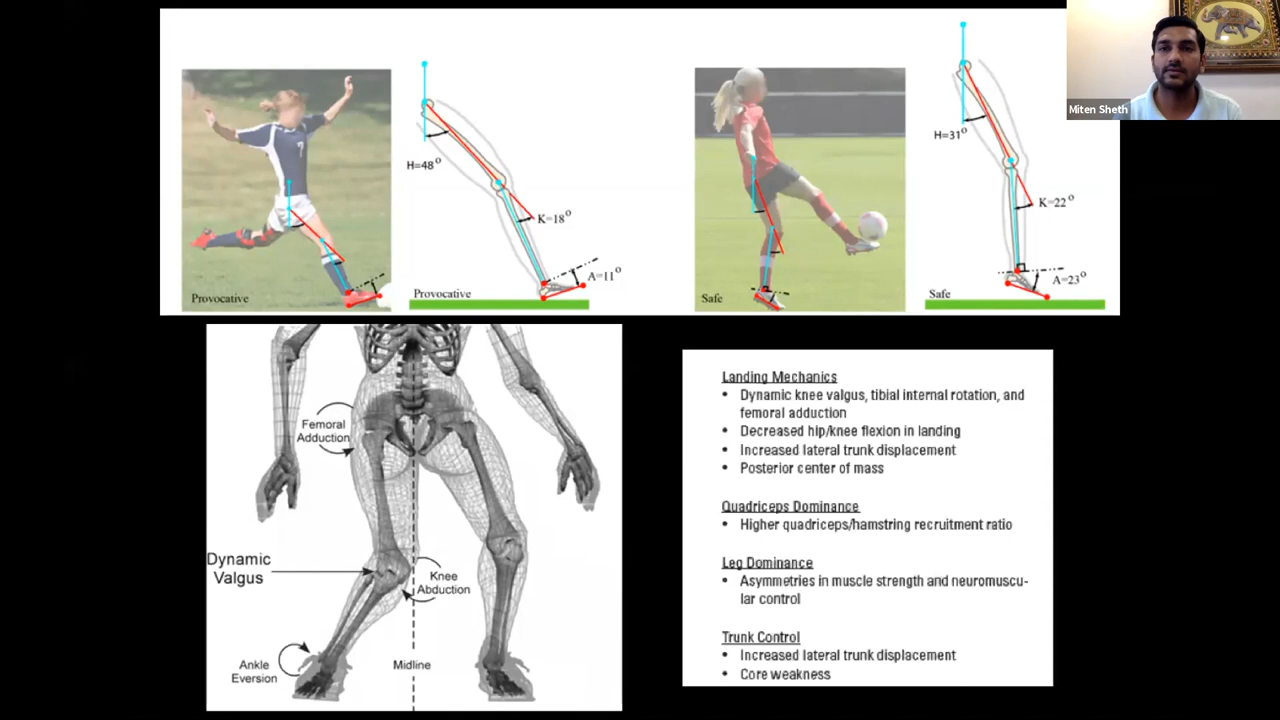 Miten Sheth
H=48°
K=18°
A=11°
Provocative
Provocative
H=31°
K=22°
A=23°
Safe
Safe
Femoral
Adduction
Dynamic
Valgus
Knee
Abduction
Ankle
Eversion
Midline
Landing Mechanics
• Dynamic knee valgus, tibial internal rotation, and
femoral adduction
• Decreased hip/knee flexion in landing
• Increased lateral trunk displacement
• Posterior center of mass
Quadriceps Dominance
• Higher quadriceps/hamstring recruitment ratio
Leg Dominance
• Asymmetries in muscle strength and neuromuscu-
lar control
Trunk Control
• Increased lateral trunk displacement
• Core weakness
7